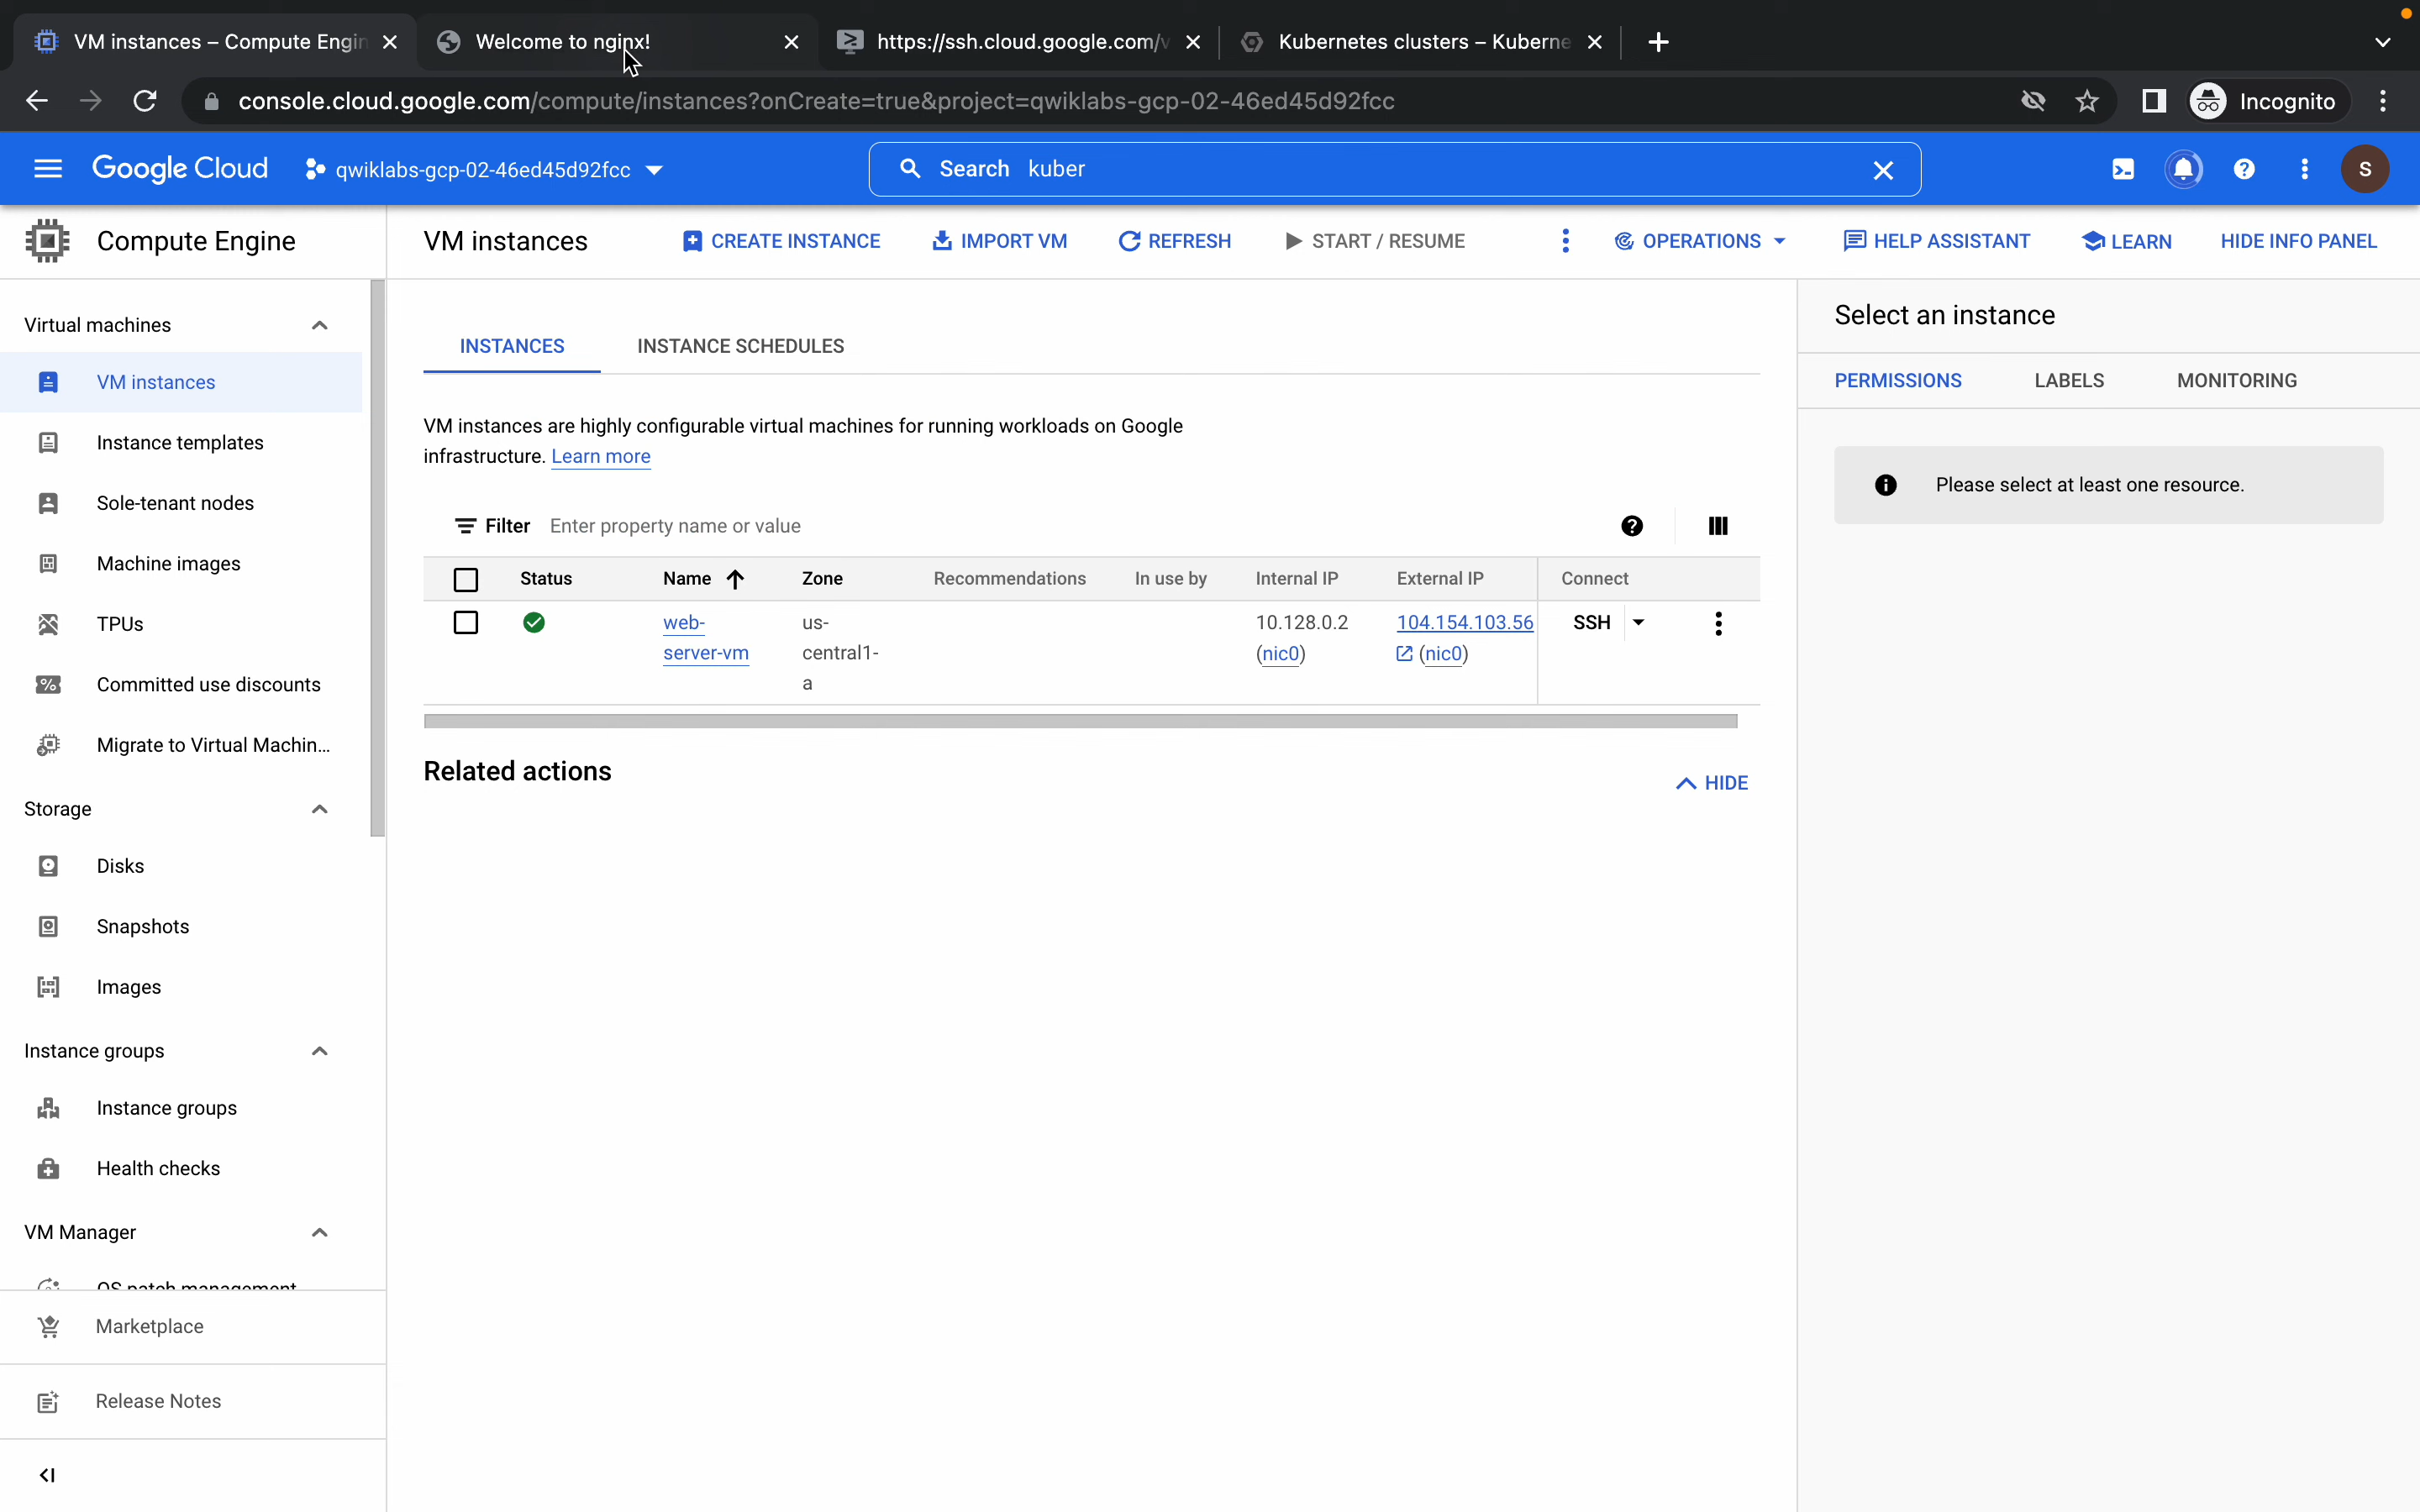 VM instances – Compute Engin
Welcome to nginx!
https://ssh.cloud.google.com/v
Kubernetes clusters – Kuberne
console.cloud.google.com/compute/instances?onCreate=true&project=qwiklabs-gcp-02-46ed45d92fcc
Incognito
Google Cloud
qwiklabs-gcp-02-46ed45d92fcc
Search kuber
S
Compute Engine
VM instances
CREATE INSTANCE
IMPORT VM
REFRESH
START / RESUME
OPERATIONS
HELP ASSISTANT
LEARN
HIDE INFO PANEL
Virtual machines
VM instances
Instance templates
Sole-tenant nodes
Machine images
TPUs
Committed use discounts
Migrate to Virtual Machin...
Storage
Disks
Snapshots
Images
Instance groups
Instance groups
Health checks
VM Manager
OS patch management
Marketplace
Release Notes
INSTANCES
INSTANCE SCHEDULES
VM instances are highly configurable virtual machines for running workloads on Google
infrastructure. Learn more
Filter Enter property name or value
Status Name Zone Recommendations In use by Internal IP External IP Connect
web- us- 10.128.0.2 104.154.103.56 SSH
server-vm central1- (nic0) (nic0)
a
Related actions
HIDE
Select an instance
PERMISSIONS
LABELS
MONITORING
Please select at least one resource.